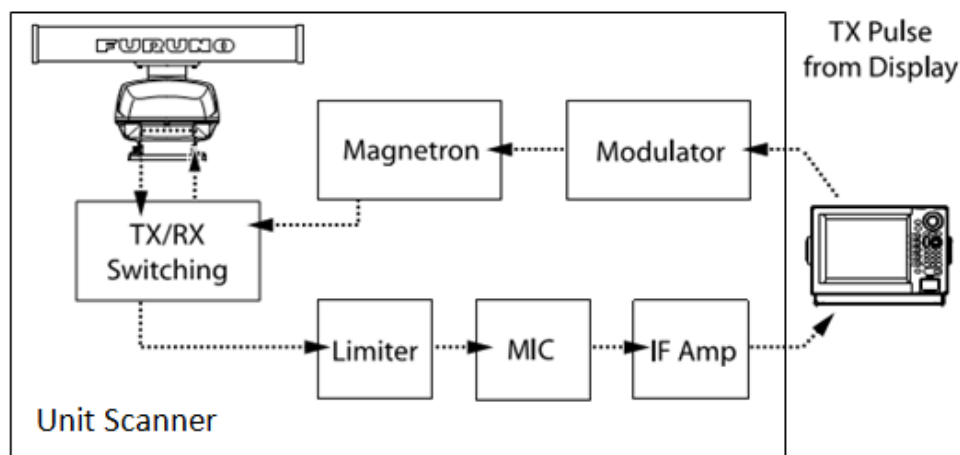 FURUNO
TX Pulse
from Display
Magnetron
Modulator
TX/RX
Switching
Limiter
MIC
IF Amp
Unit Scanner